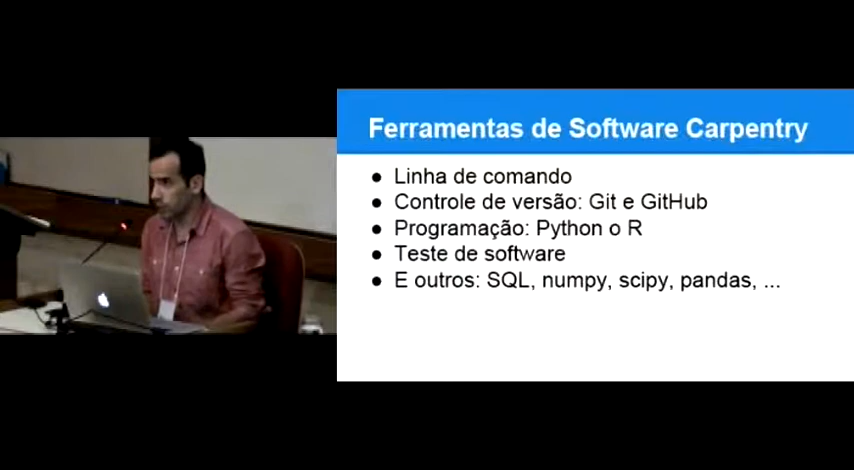 Ferramentas de Software Carpentry
● Linha de comando
● Controle de versão: Git e GitHub
● Programação: Python o R
● Teste de software
● E outros: SQL, numpy, scipy, pandas, ...